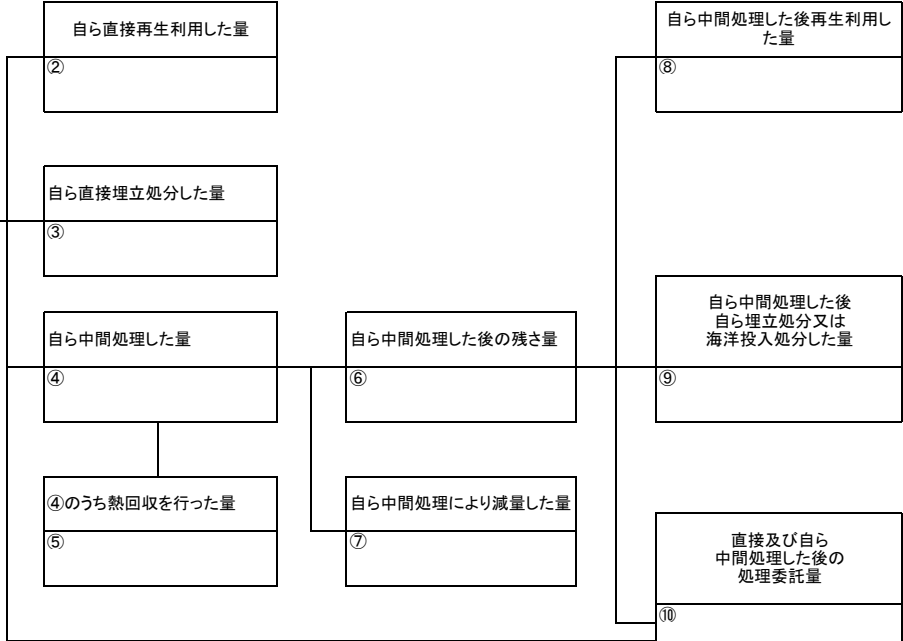 自ら直接再生利用した量
②
自ら中間処理した後再生利用し
た量
⑧
自ら直接埋立処分した量
③
自ら中間処理した量
④
自ら中間処理した後の残さ量
⑥
自ら中間処理した後
自ら埋立処分又は
海洋投入処分した量
⑨
④のうち熱回収を行った量
⑤
自ら中間処理により減量した量
⑦
直接及び自ら
中間処理した後の
処理委託量
⑩